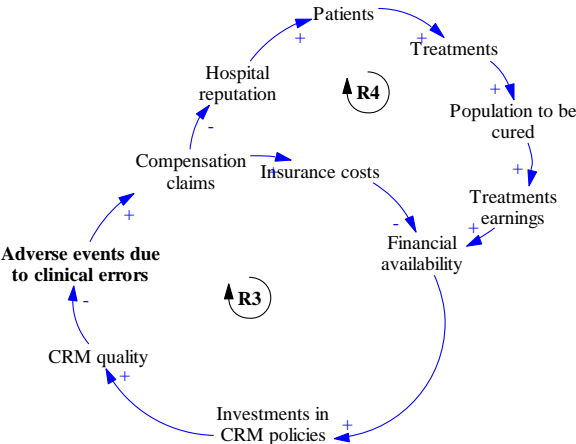 Patients
+
+
Treatments
Hospital
reputation
R4
+
Population to be
cured
-
+
Compensation
claims
+
Insurance costs
Treatments
earnings
+
-
+
Financial
availability
Adverse events due
to clinical errors
R3
-
CRM quality
+
Investments in
CRM policies
+